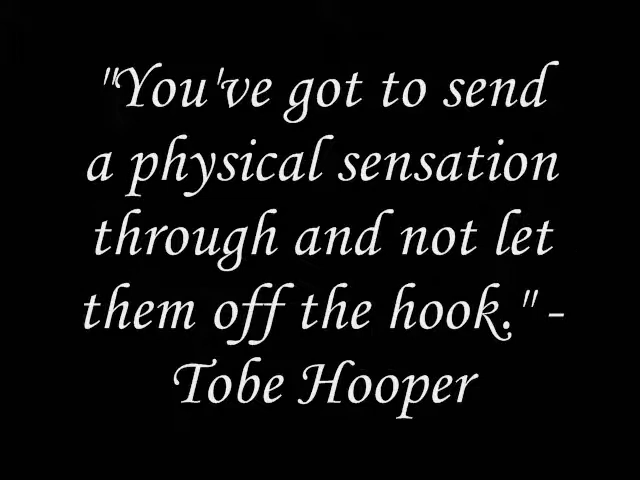 "You've got to send
a physical sensation
through and not let
them off the hook." -
Tobe Hooper